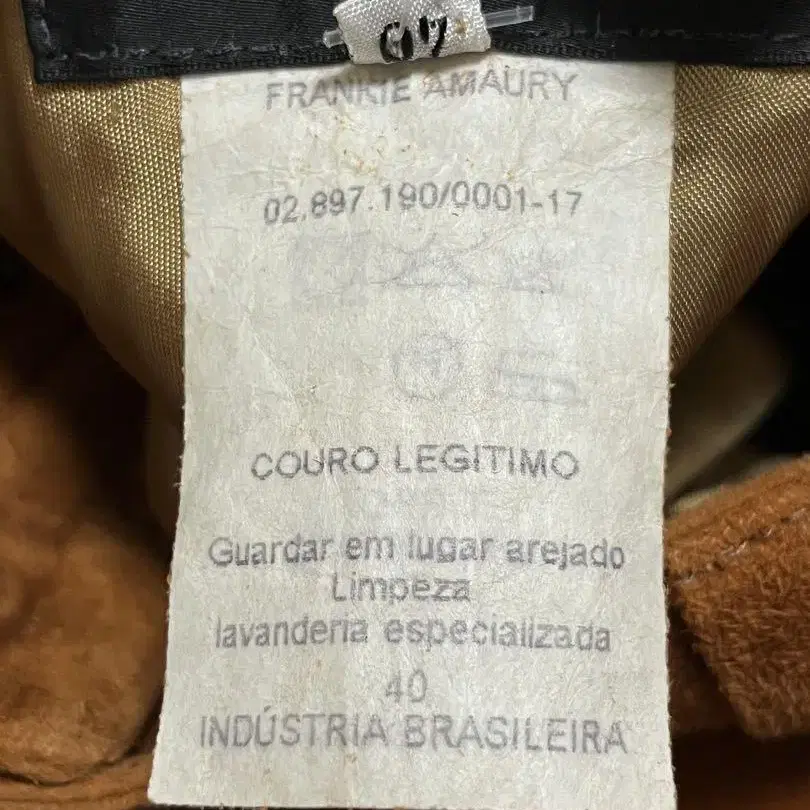 07
FRANKIE AMAURY
02.897.190/0001-17
COURO LEGITIMO
Guardar em lugar arejado
Limpeza
lavanderia especializada
40
INDÚSTRIA BRASILEIRA